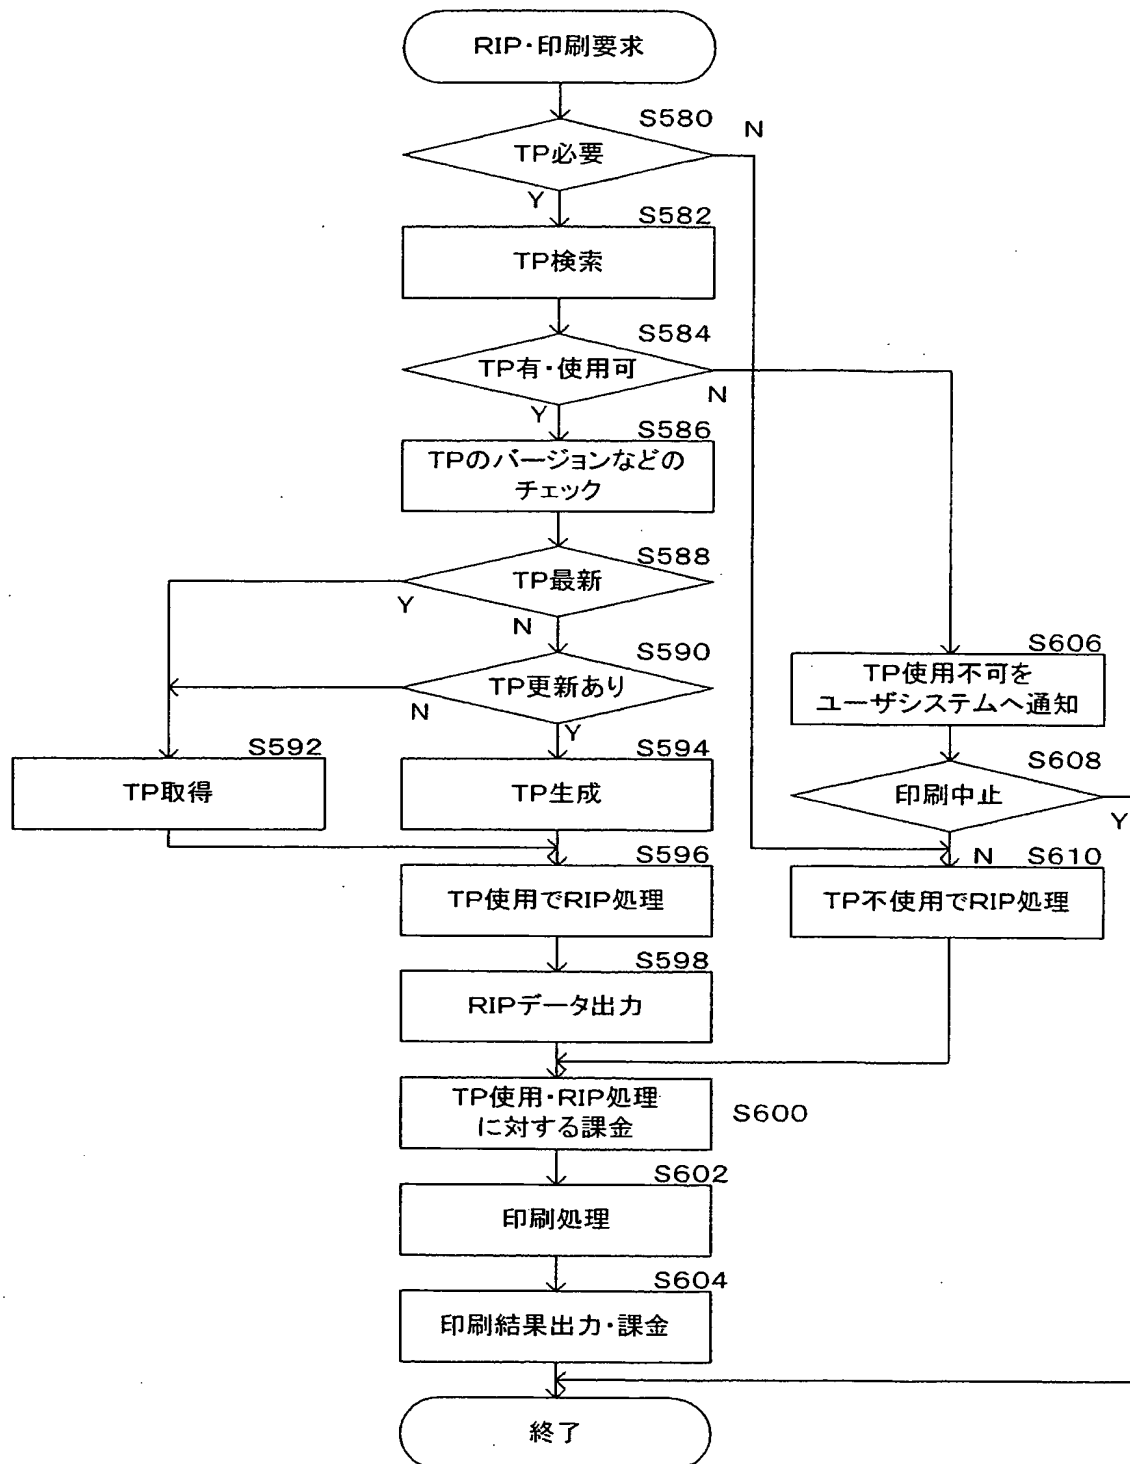 RIP・印刷要求
S580
N
TP必要
Y
S582
TP検索
S584
TP有・使用可
N
Y
S586
TPのバージョンなどの
チェック
S588
TP最新
Y
N
S590
TP更新あり
N
Y
S606
TP使用不可を
ユーザシステムへ通知
S592
TP取得
S594
TP生成
S608
印刷中止
Y
N
S596
TP使用でRIP処理
S610
TP不使用でRIP処理
S598
RIPデータ出力
TP使用・RIP処理
に対する課金
S600
S602
印刷処理
S604
印刷結果出力・課金
終了